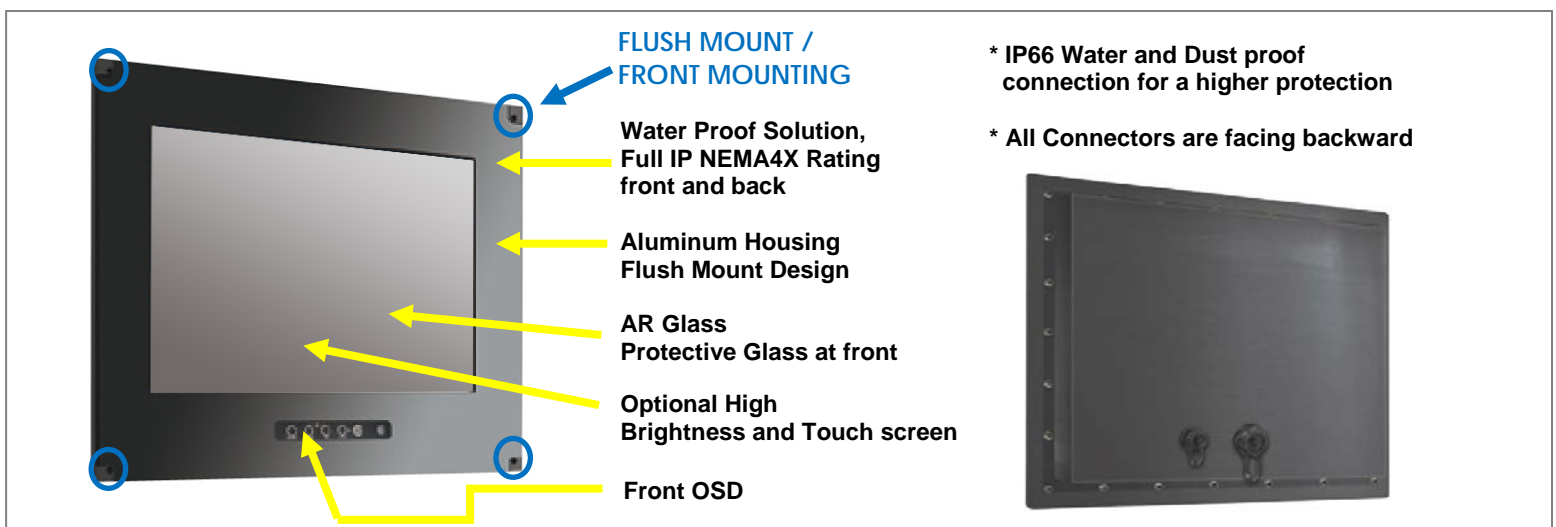 FLUSH MOUNT /
FRONT MOUNTING
Water Proof Solution,
Full IP NEMA4X Rating
front and back
Aluminum Housing
Flush Mount Design
AR Glass
Protective Glass at front
Optional High
Brightness and Touch screen
Front OSD
* IP66 Water and Dust proof
connection for a higher protection
* All Connectors are facing backward